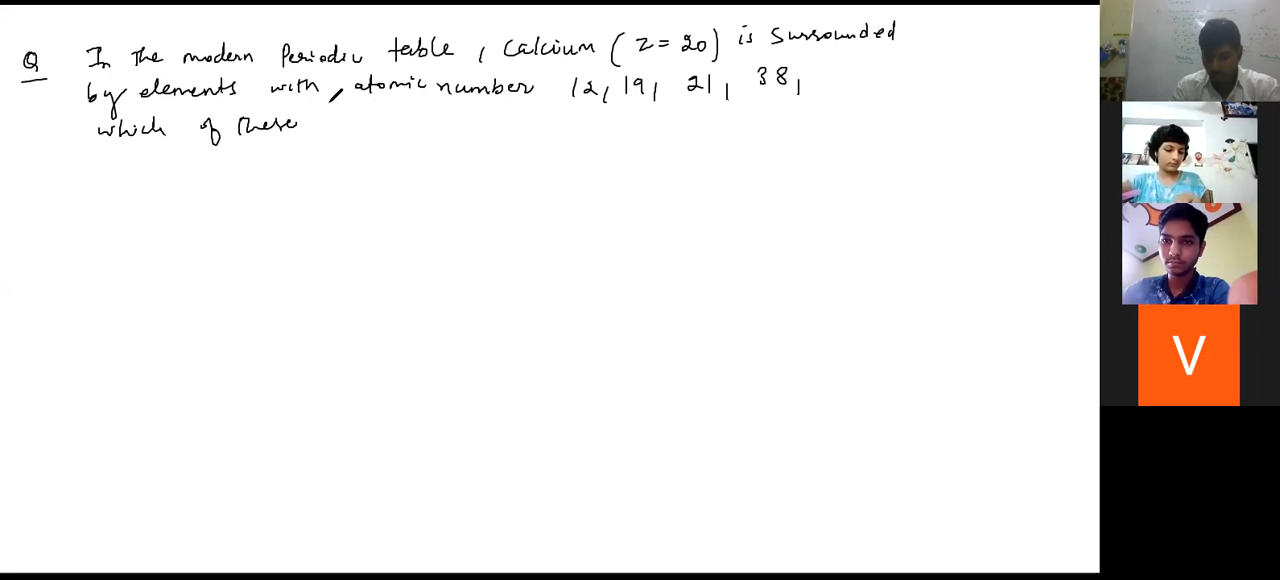 Q In the modern Periodic table, Calcium (Z=20) is surrounded
by elements with, atomic number 12, 19, 21, 38,
which of these
V